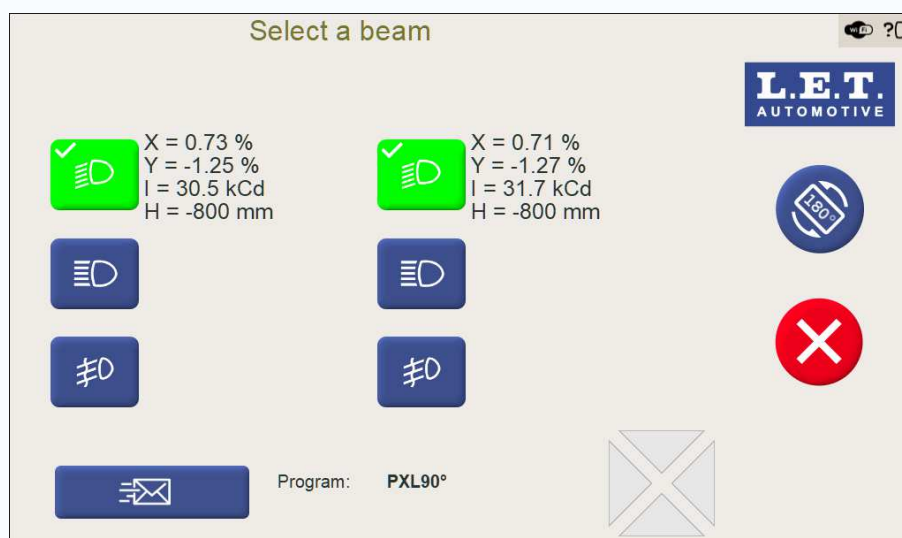 Select a beam
WiFi ?
L.E.T.
AUTOMOTIVE
X = 0.73 %
Y = -1.25 %
I = 30.5 kCd
H = -800 mm
X = 0.71 %
Y = -1.27 %
I = 31.7 kCd
H = -800 mm
180°
Program: PXL90°